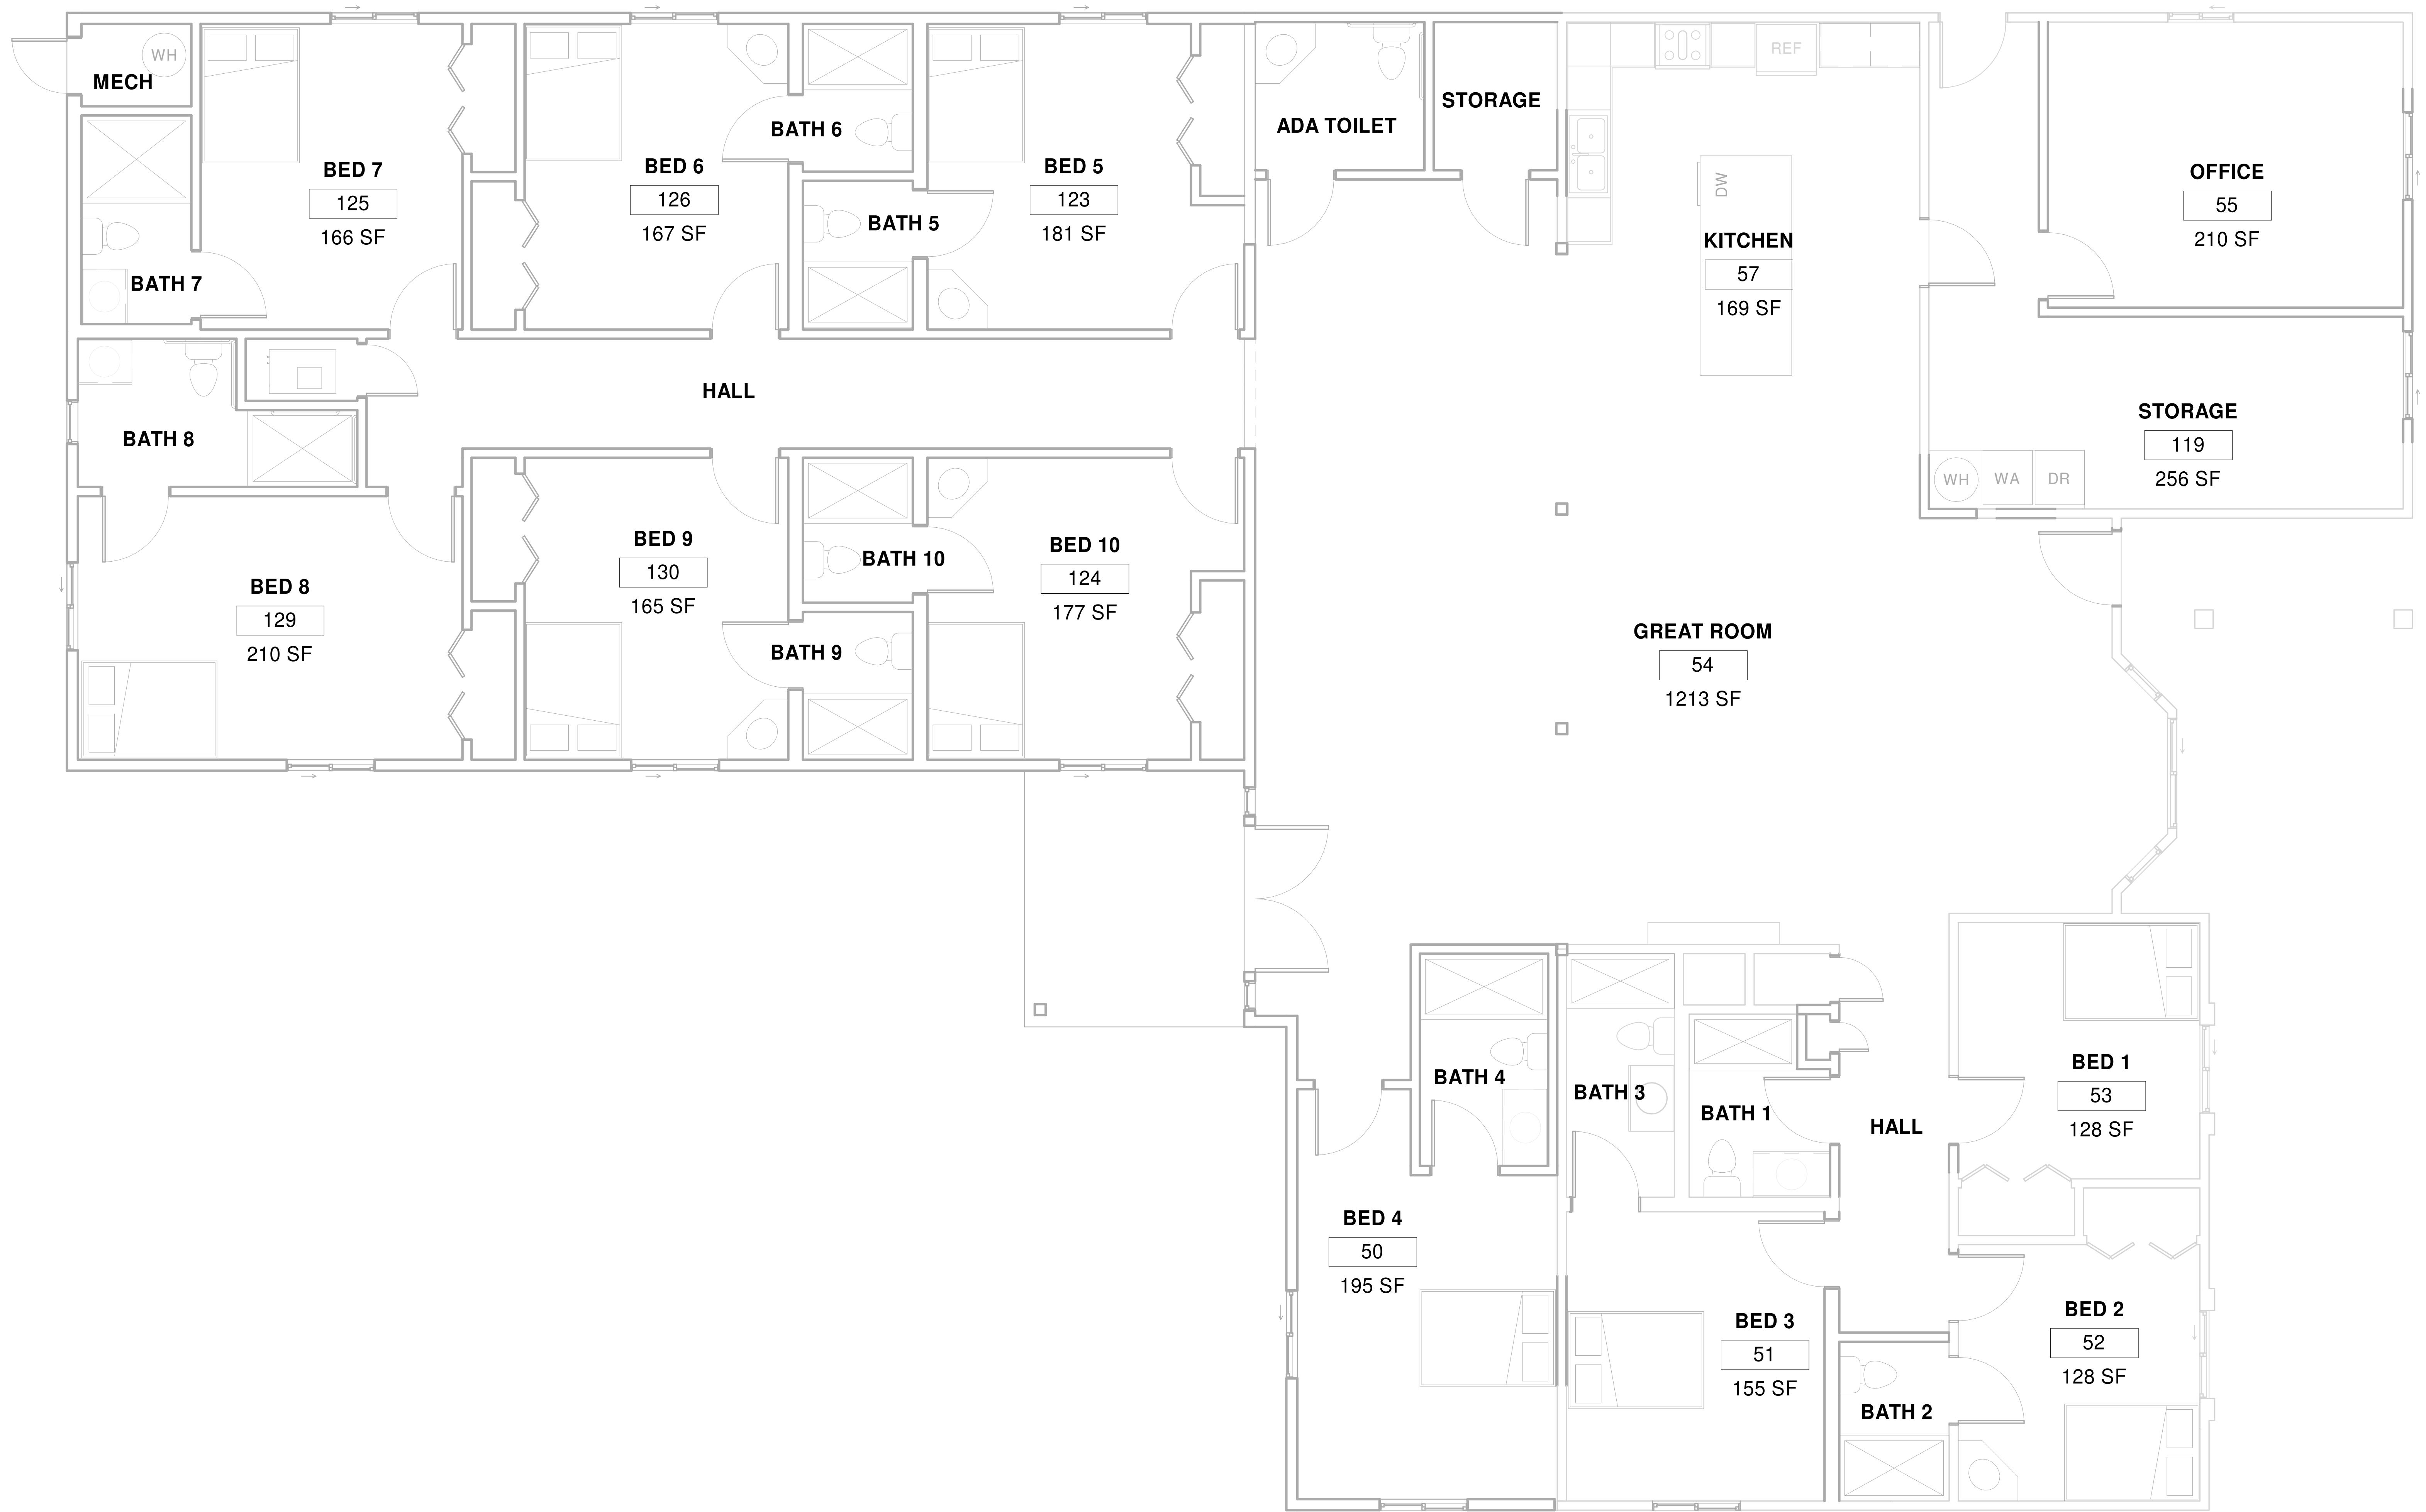 MECH
WH
BED 7
125
166 SF
BATH 7
BED 6
126
167 SF
BATH 6
BATH 5
BED 5
123
181 SF
ADA TOILET
STORAGE
REF
DW
KITCHEN
57
169 SF
OFFICE
55
210 SF
HALL
BATH 8
STORAGE
119
256 SF
WH
WA
DR
BED 8
129
210 SF
BED 9
130
165 SF
BATH 10
BATH 9
BED 10
124
177 SF
GREAT ROOM
54
1213 SF
BATH 4
BATH 3
BATH 1
HALL
BED 1
53
128 SF
BED 4
50
195 SF
BED 3
51
155 SF
BED 2
52
128 SF
BATH 2